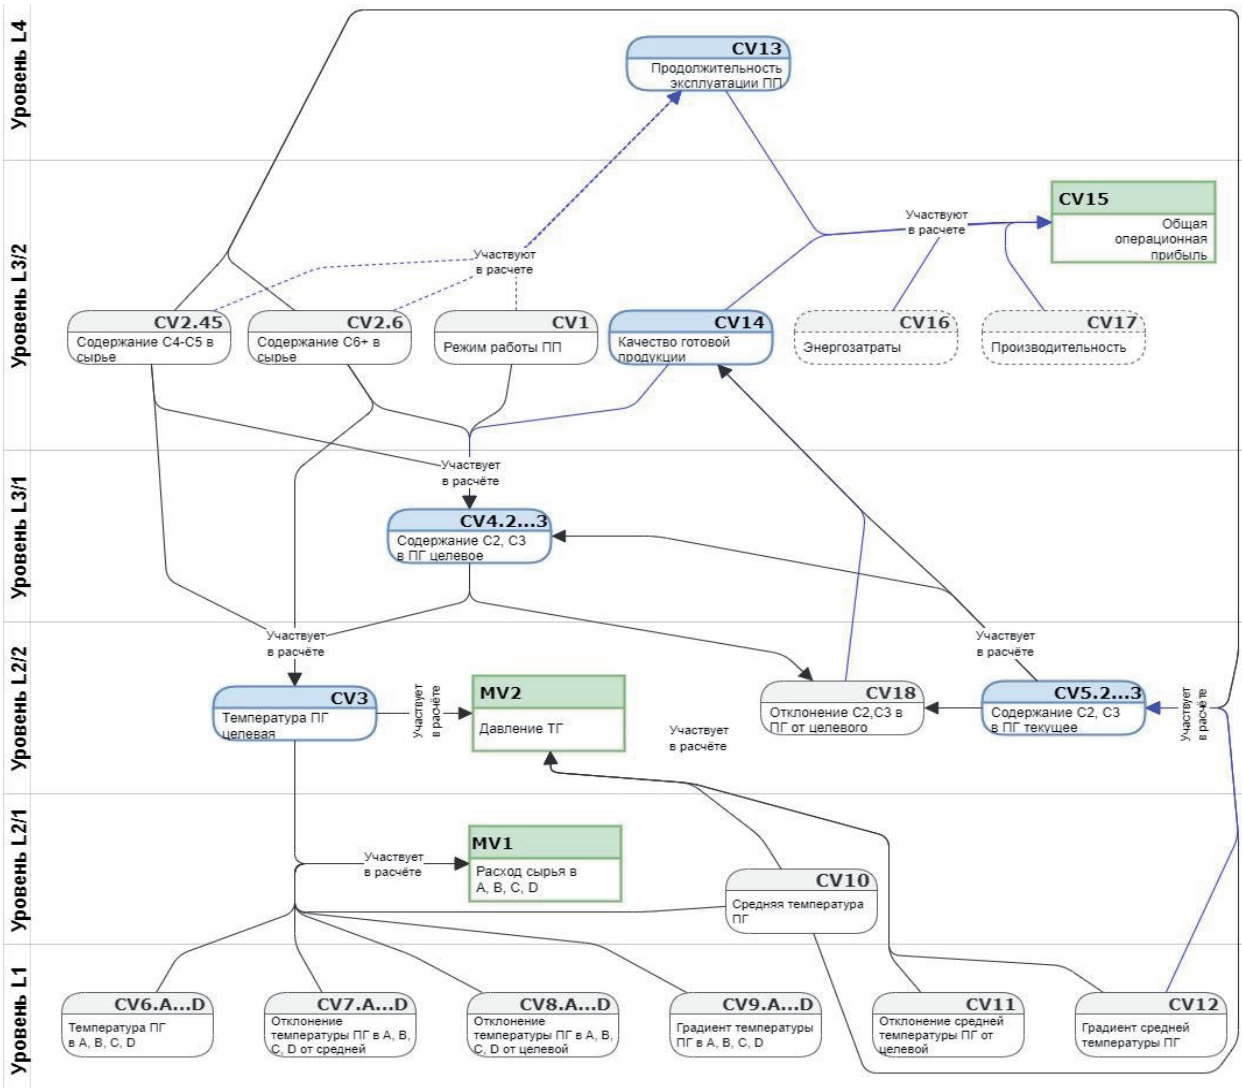 Уровень L4
CV13
Продолжительность
эксплуатации ПП
Уровень L3/2
CV15
Общая
операционная
прибыль
Участвуют
в расчете
Участвуют
в расчете
CV2.45
Содержание С4-С5 в
сырье
CV2.6
Содержание С6+ в
сырье
CV1
Режим работы ПП
CV14
Качество готовой
продукции
CV16
Энергозатраты
CV17
Производительность
Уровень L3/1
Участвует
в расчёте
CV4.2...3
Содержание С2, С3
в ПГ целевое
Уровень L2/2
Участвует
в расчёте
Участвует
в расчёте
CV3
Температура ПГ
целевая
Участвует
в расчёте
MV2
Давление ТГ
Участвует
в расчёте
CV18
Отклонение С2,С3 в
ПГ от целевого
CV5.2...3
Содержание С2, С3
в ПГ текущее
Участвует
в расчёте
Уровень L2/1
Участвует
в расчёте
MV1
Расход сырья в
A, B, C, D
CV10
Средняя температура
ПГ
Уровень L1
CV6.A...D
Температура ПГ
в A, B, C, D
CV7.A...D
Отклонение
температуры ПГ в A, B,
C, D от средней
CV8.A...D
Отклонение
температуры ПГ в A, B,
C, D от целевой
CV9.A...D
Градиент температуры
ПГ в A, B, C, D
CV11
Отклонение средней
температуры ПГ от
целевой
CV12
Градиент средней
температуры ПГ